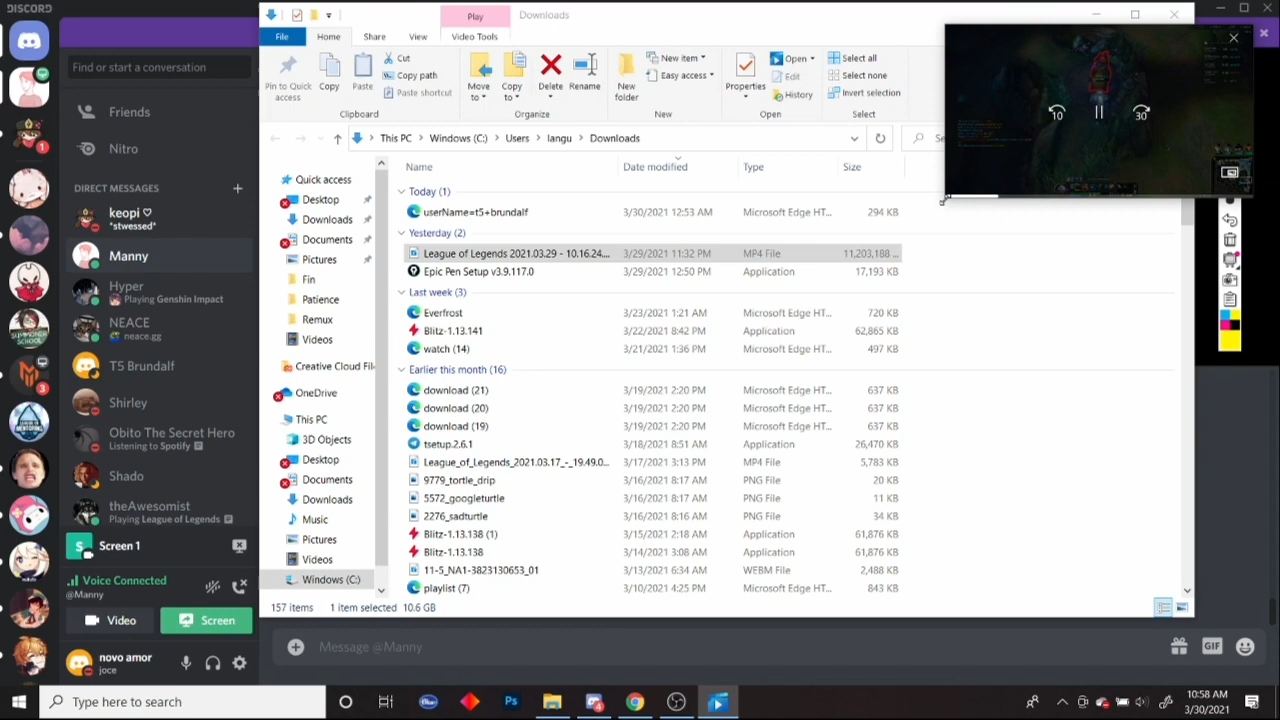 DISCORD
Find or start a conversation
Friends
Nitro
DIRECT MESSAGES
keopi ♡
*stwessed*
Manny
Hyper
Playing Genshin Impact
NEACE
neace.gg
T5 Brundalf
Shirley
Obito The Secret Hero
Listening to Spotify
Shado
theAwesomist
Playing League of Legends
S Screen 1
Voice Connected
@Manny
Video
Screen
novo amor
joce
1
3
Play
Downloads
File
Home
Share
View
Video Tools
Pin to Quick access
Copy
Paste
Cut
Copy path
Paste shortcut
Clipboard
Move to
Copy to
Delete
Rename
Organize
New folder
New item
Easy access
New
Properties
Open
Edit
History
Open
Select all
Select none
Invert selection
Select
10
30
This PC > Windows (C:) > Users > langu > Downloads
Se
Name Date modified Type Size
Quick access
Desktop
Downloads
Documents
Pictures
Fin
Patience
Remux
Videos
Creative Cloud Fil
OneDrive
This PC
3D Objects
Desktop
Documents
Downloads
Music
Pictures
Videos
Windows (C:)
Today (1)
userName=t5+brundalf 3/30/2021 12:53 AM Microsoft Edge HT... 294 KB
Yesterday (2)
League of Legends 2021.03.29 - 10.16.24.... 3/29/2021 11:32 PM MP4 File 11,203,188 ...
Epic Pen Setup v3.9.117.0 3/29/2021 12:50 PM Application 17,193 KB
Last week (3)
Everfrost 3/23/2021 1:21 AM Microsoft Edge HT... 720 KB
Blitz-1.13.141 3/22/2021 8:42 PM Application 62,865 KB
watch (14) 3/21/2021 1:36 PM Microsoft Edge HT... 497 KB
Earlier this month (16)
download (21) 3/19/2021 2:20 PM Microsoft Edge HT... 637 KB
download (20) 3/19/2021 2:20 PM Microsoft Edge HT... 637 KB
download (19) 3/19/2021 2:20 PM Microsoft Edge HT... 637 KB
tsetup.2.6.1 3/18/2021 8:51 AM Application 26,470 KB
League_of_Legends_2021.03.17_-_19.49.0... 3/17/2021 3:13 PM MP4 File 5,783 KB
9779_tortle_drip 3/16/2021 8:17 AM PNG File 20 KB
5572_googleturtle 3/16/2021 8:17 AM PNG File 11 KB
2276_sadturtle 3/16/2021 8:16 AM PNG File 34 KB
Blitz-1.13.138 (1) 3/15/2021 2:18 AM Application 61,876 KB
Blitz-1.13.138 3/14/2021 3:08 AM Application 61,876 KB
11-5_NA1-3823130653_01 3/13/2021 6:34 AM WEBM File 2,488 KB
playlist (7) 3/10/2021 4:25 PM Microsoft Edge HT... 843 KB
157 items 1 item selected 10.6 GB
Message @Manny
GIF
Type here to search
Ps
4
10:58 AM
3/30/2021